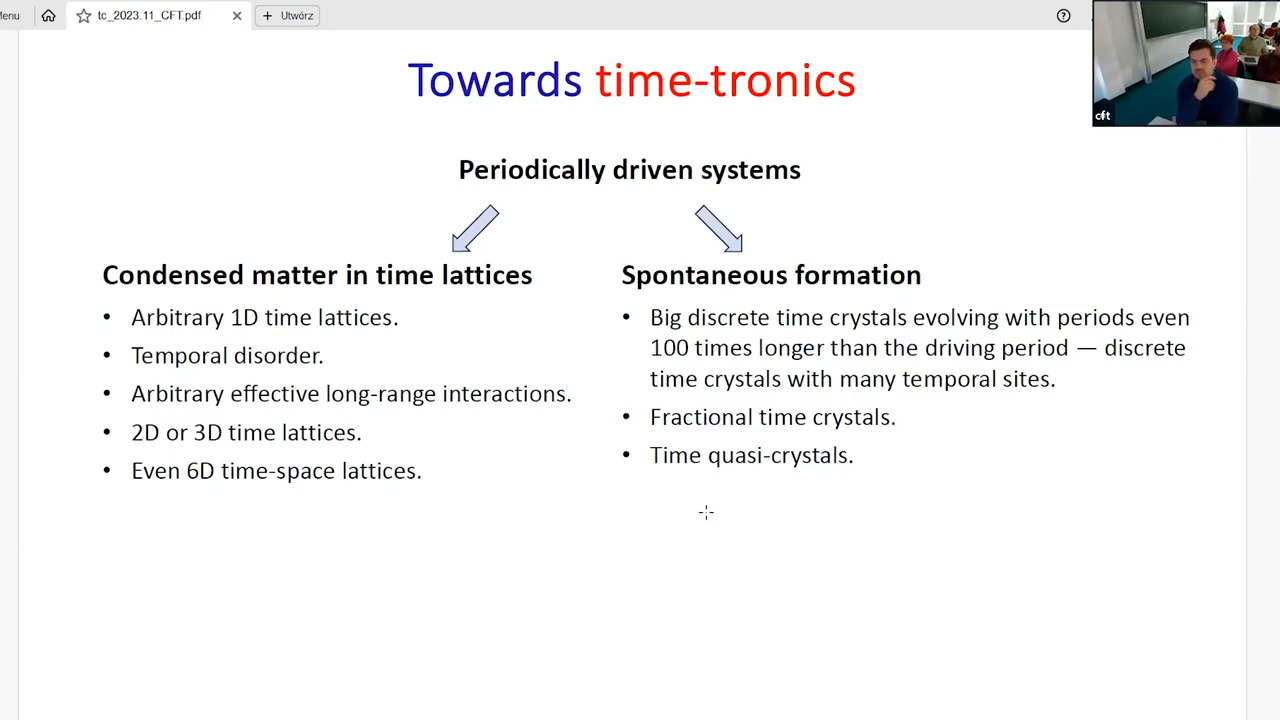 Menu
tc_2023.11_CFT.pdf
Utwórz
Towards time-tronics
cft
Periodically driven systems
Condensed matter in time lattices
• Arbitrary 1D time lattices.
• Temporal disorder.
• Arbitrary effective long-range interactions.
• 2D or 3D time lattices.
• Even 6D time-space lattices.
Spontaneous formation
• Big discrete time crystals evolving with periods even
100 times longer than the driving period — discrete
time crystals with many temporal sites.
• Fractional time crystals.
• Time quasi-crystals.